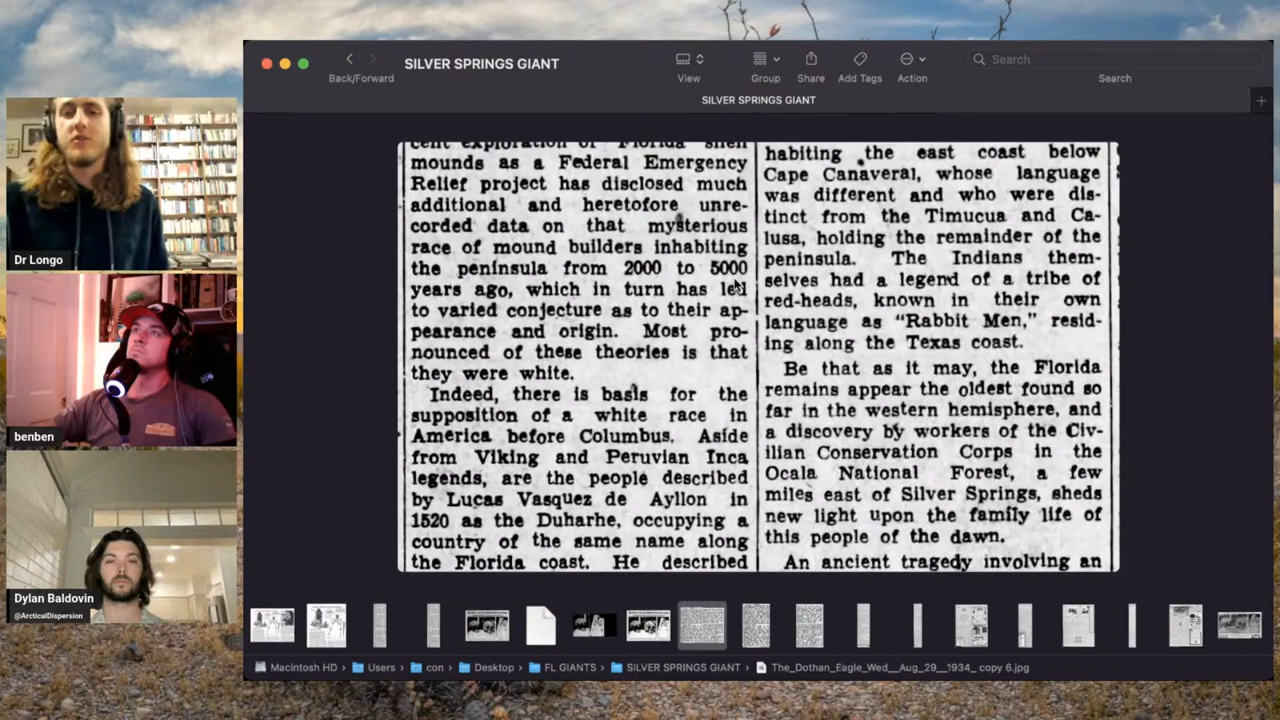 SILVER SPRINGS GIANT
Back/Forward
View
Group
Share
Add Tags
Action
Search
Search
SILVER SPRINGS GIANT
cent exploration of Florida shell
mounds as a Federal Emergency
Relief project has disclosed much
additional and heretofore unre-
corded data on that mysterious
race of mound builders inhabiting
the peninsula from 2000 to 5000
years ago, which in turn has led
to varied conjecture as to their ap-
pearance and origin. Most pro-
nounced of these theories is that
they were white.
Indeed, there is basis for the
supposition of a white race in
America before Columbus. Aside
from Viking and Peruvian Inca
legends, are the people described
by Lucas Vasquez de Ayllon in
1520 as the Duharhe, occupying a
country of the same name along
the Florida coast. He described
habiting the east coast below
Cape Canaveral, whose language
was different and who were dis-
tinct from the Timucua and Ca-
lusa, holding the remainder of the
peninsula. The Indians them-
selves had a legend of a tribe of
red-heads, known in their own
language as "Rabbit Men," resid-
ing along the Texas coast.
Be that as it may, the Florida
remains appear the oldest found so
far in the western hemisphere, and
a discovery by workers of the Civ-
ilian Conservation Corps in the
Ocala National Forest, a few
miles east of Silver Springs, sheds
new light upon the family life of
this people of the dawn.
An ancient tragedy involving an
Macintosh HD › Users › con › Desktop › FL GIANTS › SILVER SPRINGS GIANT › The_Dothan_Eagle_Wed__Aug_29__1934_ copy 6.jpg
Dr Longo
benben
Dylan Baldovin
@ArcticalDispersion